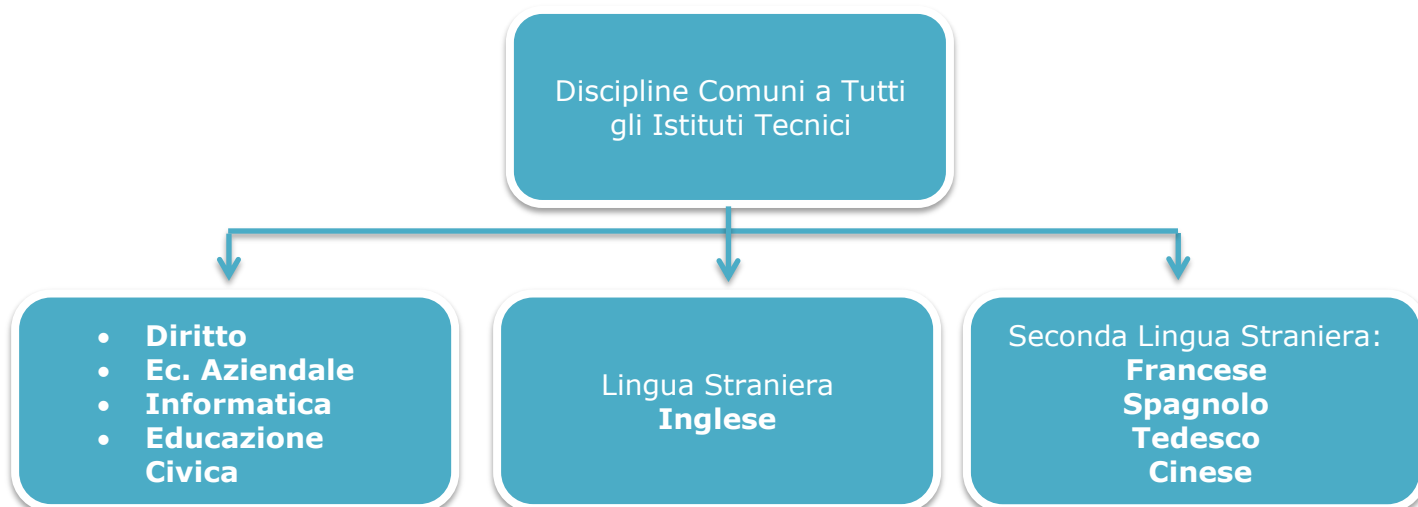 Discipline Comuni a Tutti
gli Istituti Tecnici
• Diritto
• Ec. Aziendale
• Informatica
• Educazione
Civica
Lingua Straniera
Inglese
Seconda Lingua Straniera:
Francese
Spagnolo
Tedesco
Cinese